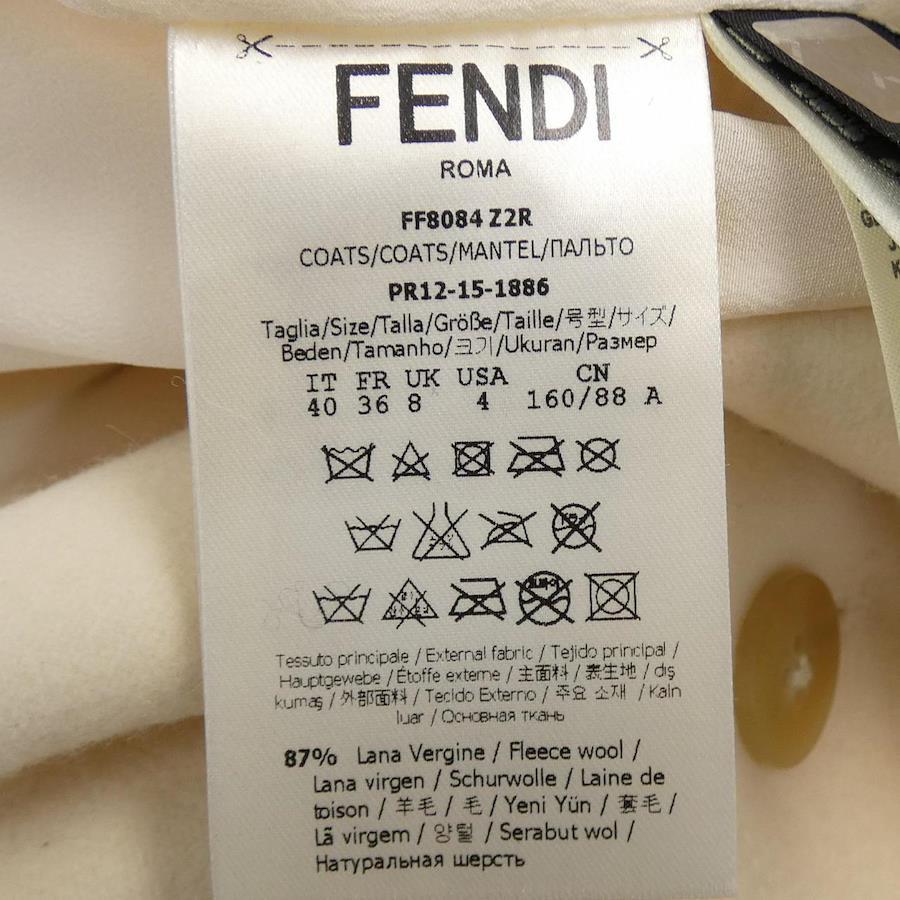 FENDI
ROMA
FF8084 Z2R
COATS/COATS/MANTEL/ПАЛЬТО
PR12-15-1886
Taglia/Size/Talla/Größe/Taille/号型/サイズ/
Beden/Tamanho/크기/Ukuran/Размер
IT FR UK USA CN
40 36 8 4 160/88 A
Tessuto principale / External fabric / Tejido principal /
Hauptgewebe / Étoffe externe / 主面料 / 表生地 / dış
kumaş / 外部面料 / Tecido Externo / 주요 소재 / Kain
luar / Основная ткань
87% Lana Vergine / Fleece wool /
Lana virgen / Schurwolle / Laine de
toison / 羊毛 / 毛 / Yeni Yün / 套毛 /
Lã virgem / 양털 / Serabut wol /
Натуральная шерсть